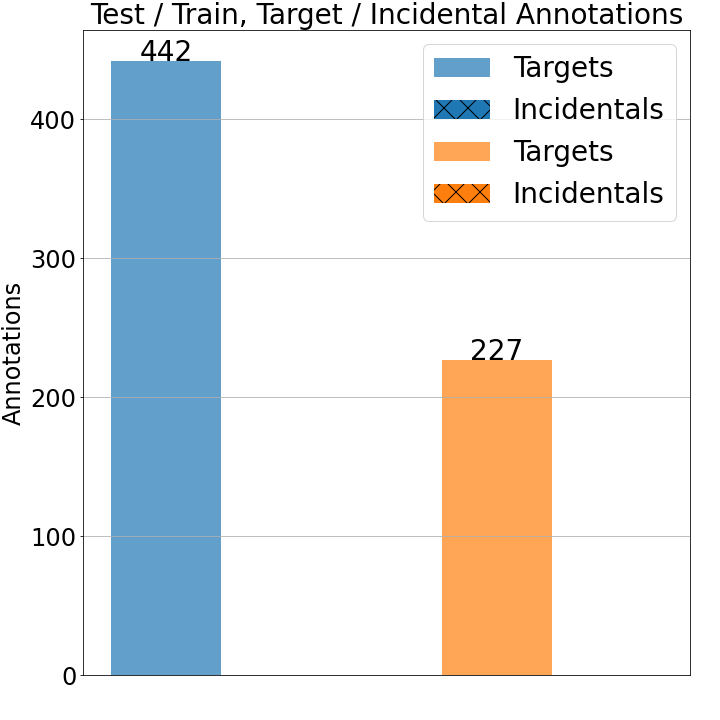 Test / Train, Target / Incidental Annotations
442
Targets
Incidentals
Targets
Incidentals
227
Annotations
400
300
200
100
0